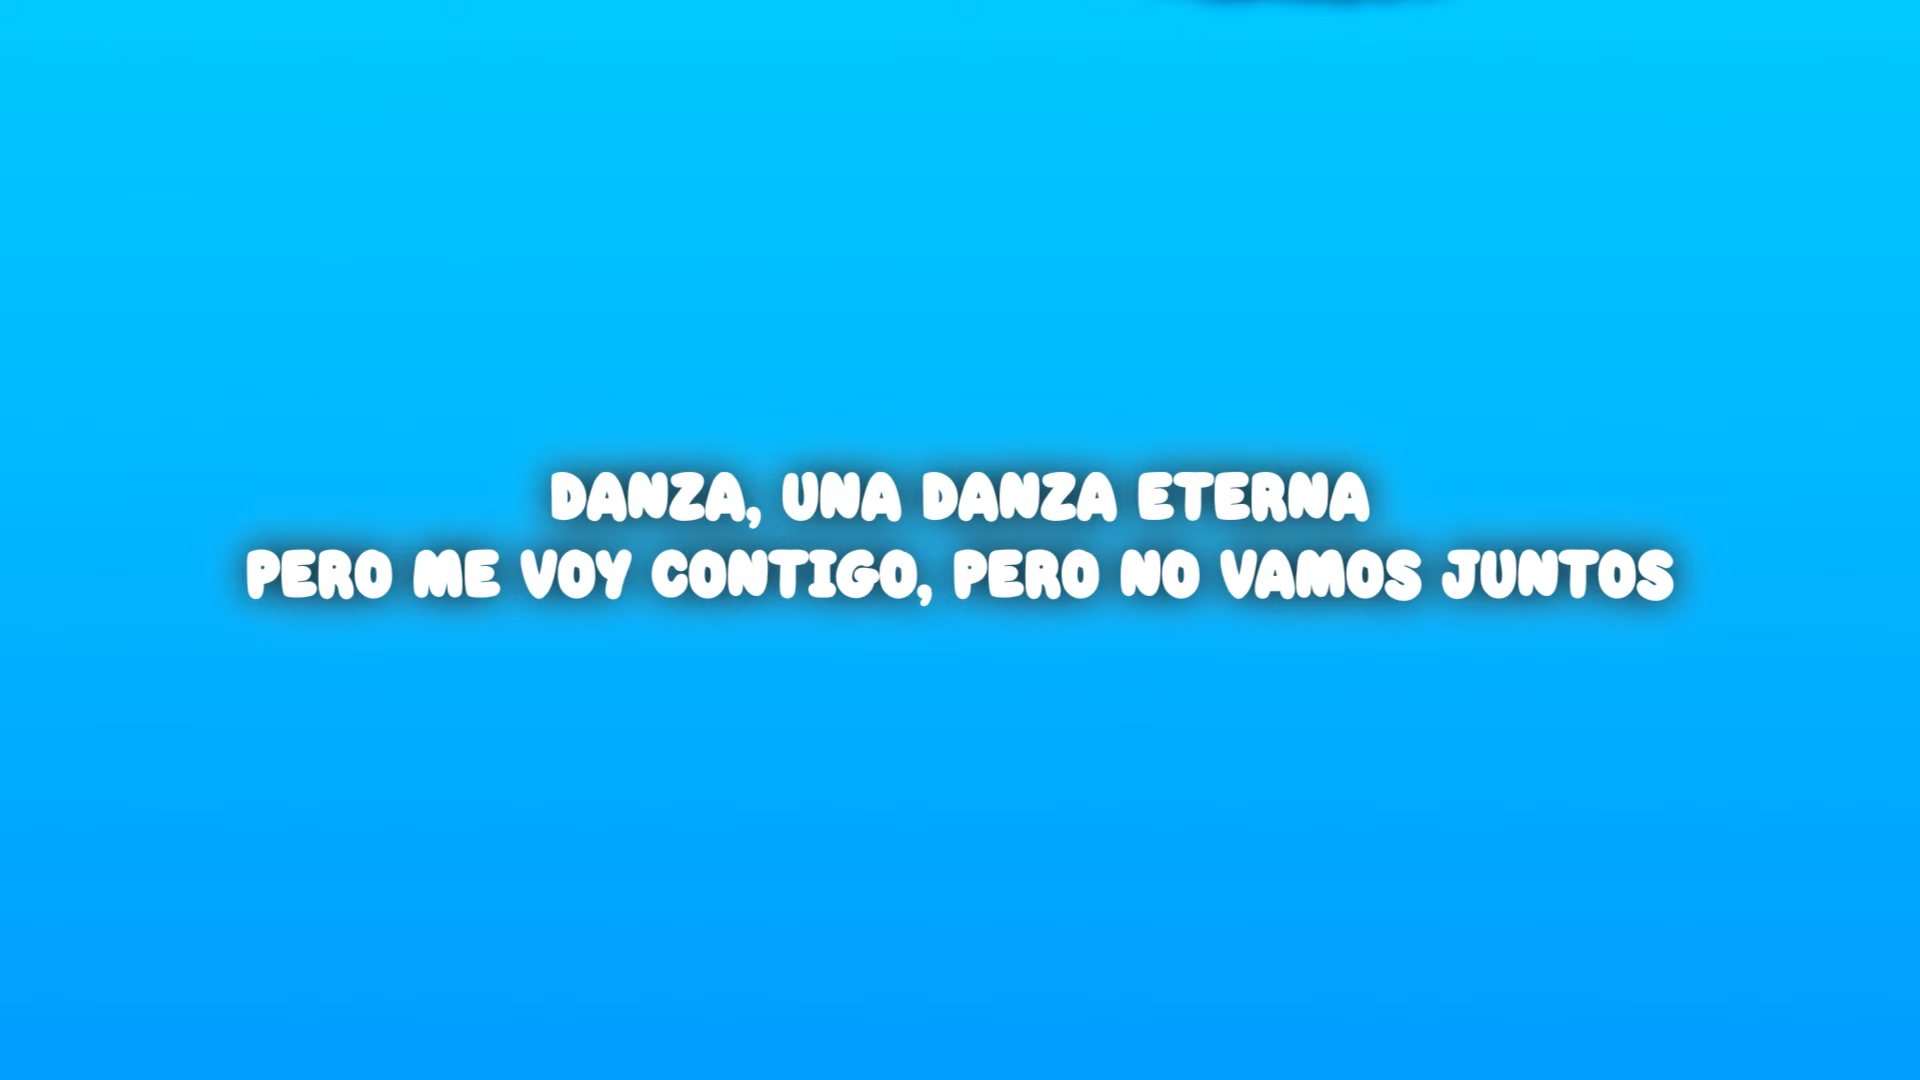 DANZA, UNA DANZA ETERNA
PERO ME VOY CONTIGO, PERO NO VAMOS JUNTOS